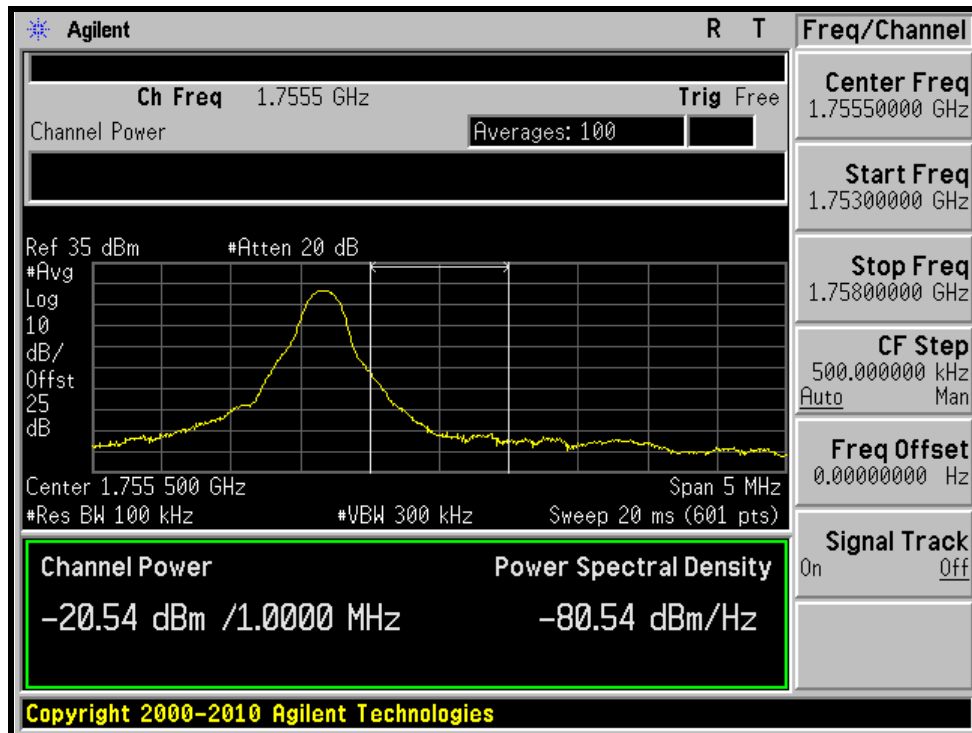 Agilent R T
Ch Freq 1.7555 GHz Trig Free
Channel Power Averages: 100
Ref 35 dBm #Atten 20 dB
#Avg
Log
10
dB/
Offst
25
dB
Center 1.755 500 GHz Span 5 MHz
#Res BW 100 kHz #VBW 300 kHz Sweep 20 ms (601 pts)
Channel Power Power Spectral Density
-20.54 dBm /1.0000 MHz -80.54 dBm/Hz
Copyright 2000-2010 Agilent Technologies
Freq/Channel
Center Freq
1.75550000 GHz
Start Freq
1.75300000 GHz
Stop Freq
1.75800000 GHz
CF Step
500.000000 kHz
Auto Man
Freq Offset
0.00000000 Hz
Signal Track
On Off